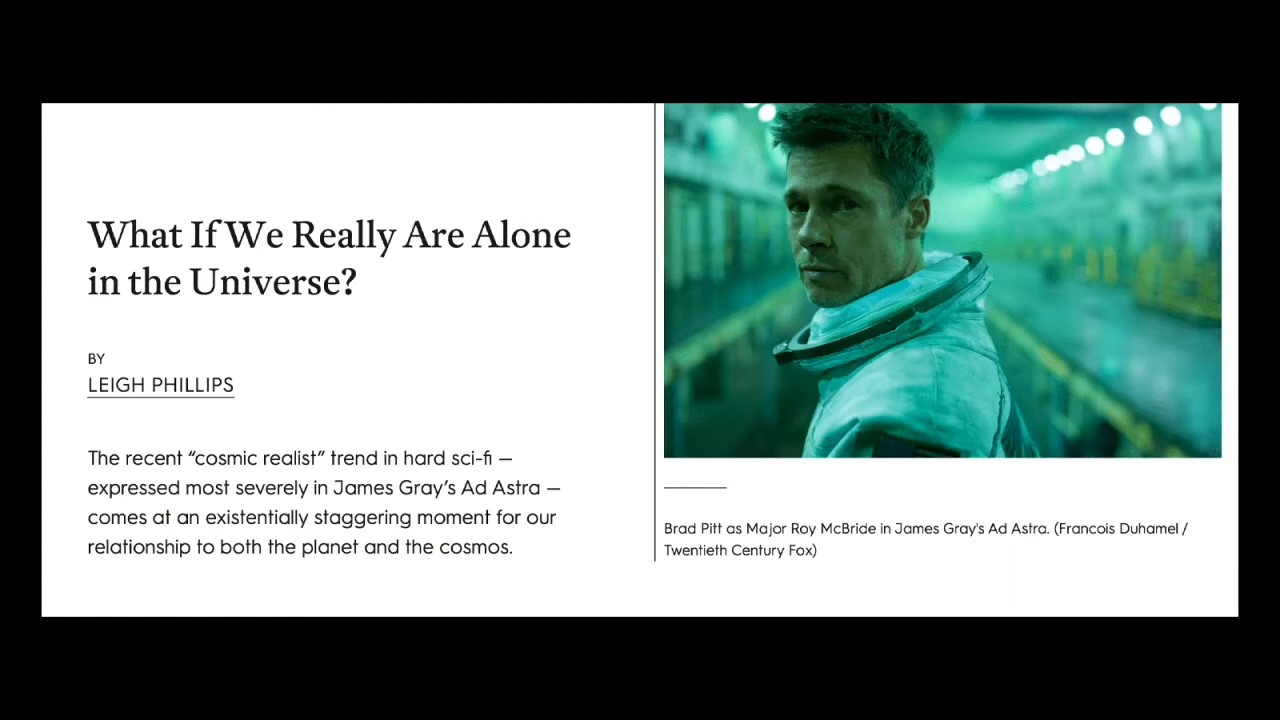 What If We Really Are Alone
in the Universe?
BY
LEIGH PHILLIPS
The recent “cosmic realist” trend in hard sci-fi —
expressed most severely in James Gray’s Ad Astra —
comes at an existentially staggering moment for our
relationship to both the planet and the cosmos.
Brad Pitt as Major Roy McBride in James Gray's Ad Astra. (Francois Duhamel /
Twentieth Century Fox)